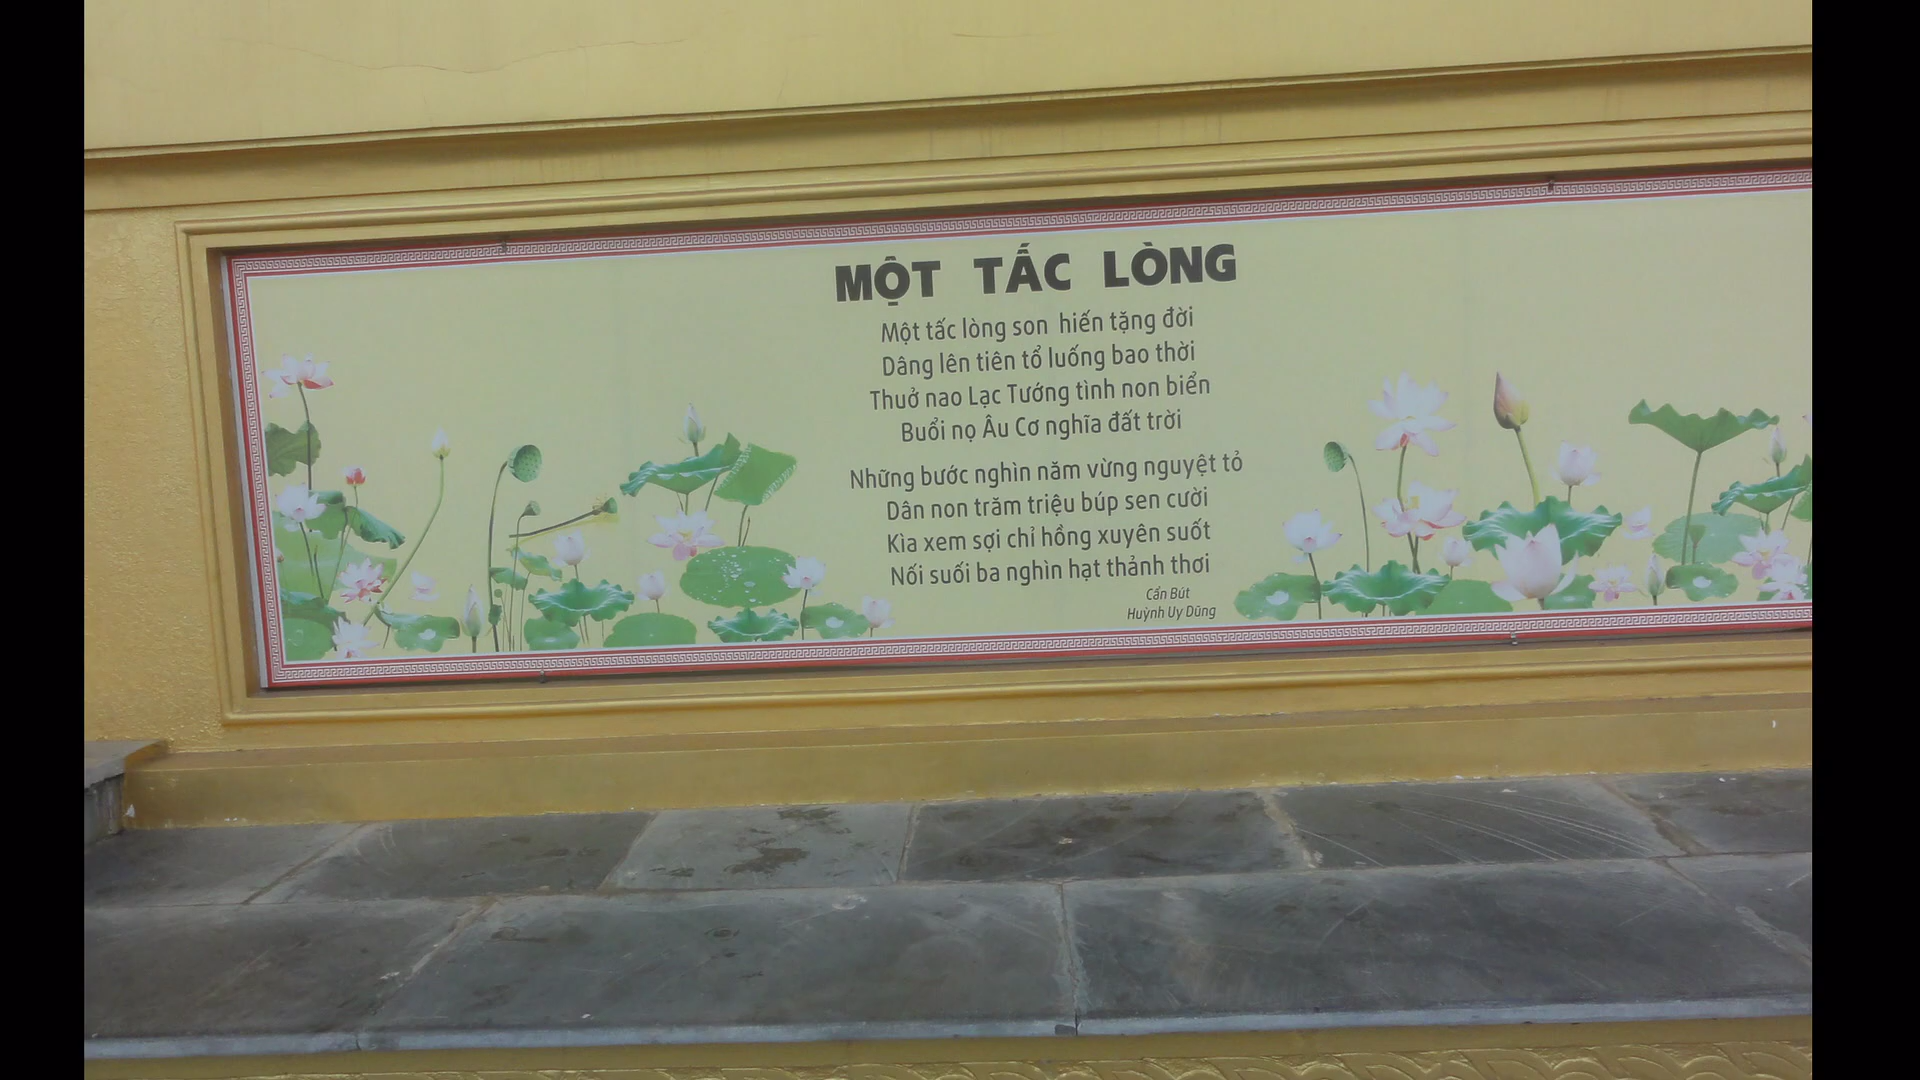 MỘT TẤC LÒNG
Một tấc lòng son hiến tặng đời
Dâng lên tiên tổ luống bao thời
Thuở nao Lạc Tướng tình non biển
Buổi nọ Âu Cơ nghĩa đất trời
Những bước nghìn năm vừng nguyệt tỏ
Dân non trăm triệu búp sen cười
Kìa xem sợi chỉ hồng xuyên suốt
Nối suối ba nghìn hạt thảnh thơi
Cẩn Bút
Huỳnh Uy Dũng